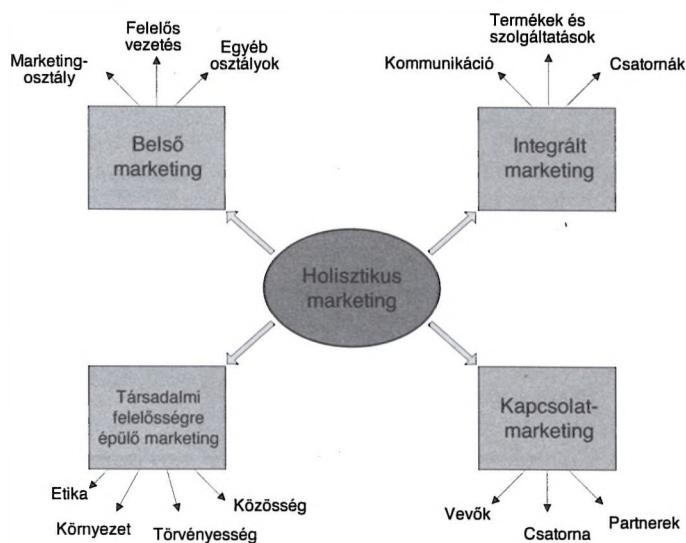 Marketing-
osztály
Felelős
vezetés
Egyéb
osztályok
Belső
marketing
Kommunikáció
Termékek és
szolgáltatások
Csatornák
Integrált
marketing
Holisztikus
marketing
Társadalmi
felelősségre
épülő marketing
Etika
Környezet
Törvényesség
Közösség
Kapcsolat-
marketing
Vevők
Csatorna
Partnerek